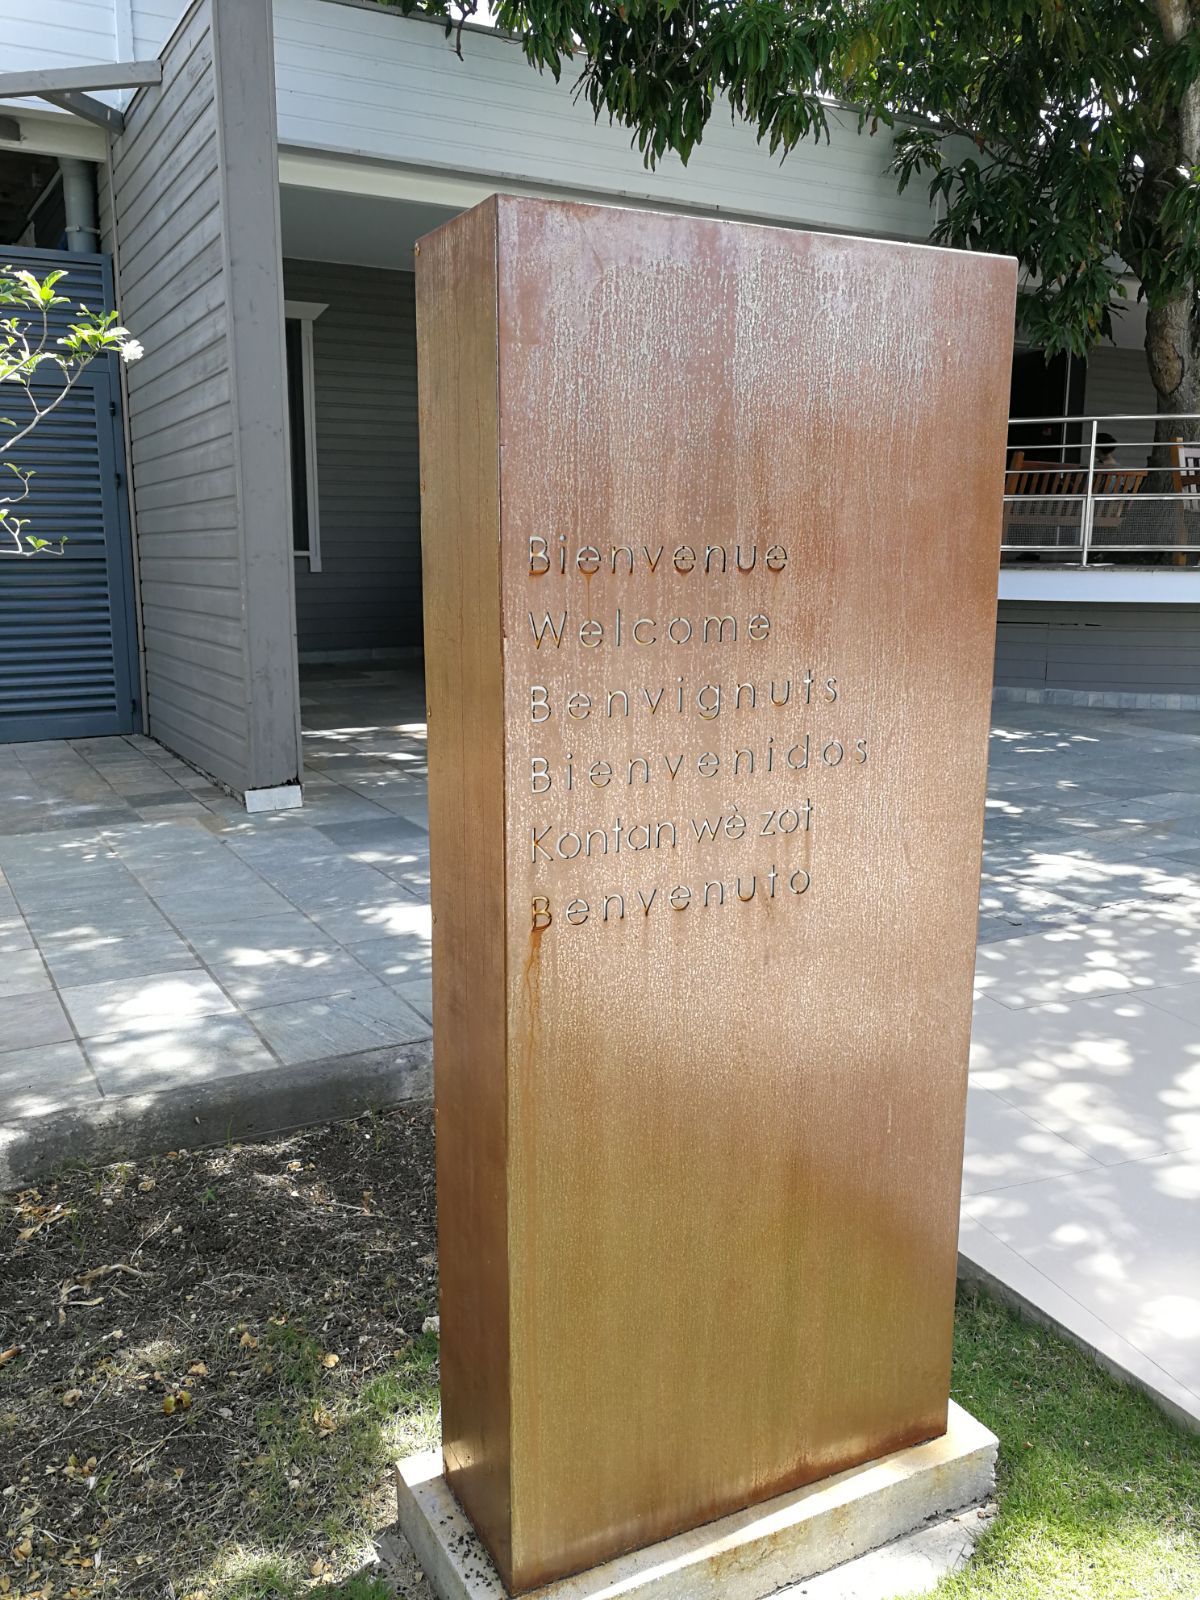 Bienvenue
Welcome
Benvignuts
Bienvenidos
Kontan wè zot
Benvenuto